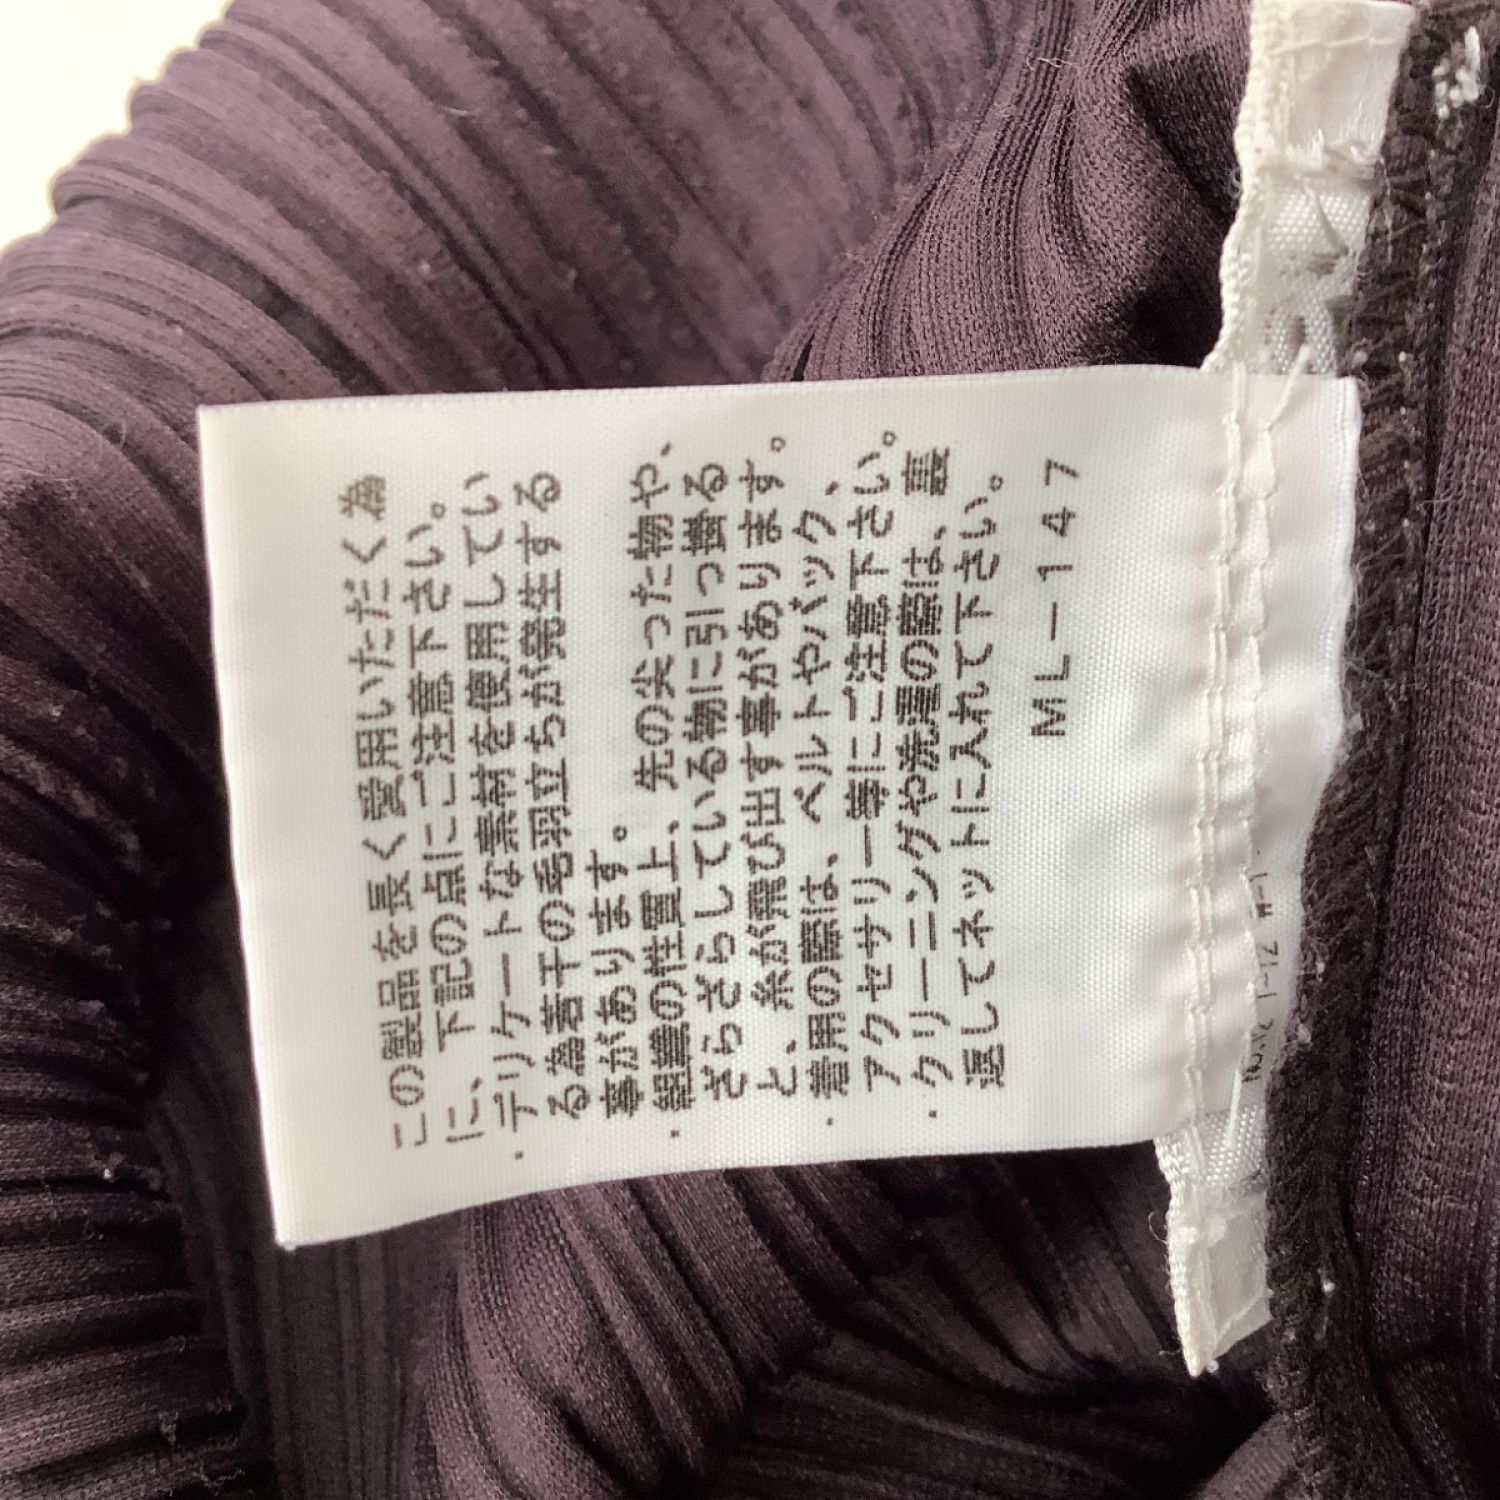 この製品を長く愛用いただく為
に、下記の点にご注意下さい。
・デリケートな素材を使用してい
る為若干の毛羽立ちが発生する
事があります。
・組織の性質上、先の尖った物や、
ざらざらしている物に引っ掛る
と、糸が飛び出す事があります。
・着用の際は、ベルトやバック、
アクセサリー等にご注意下さい。
・クリーニングや洗濯の際は、裏
返してネットに入れて下さい。
ML－147